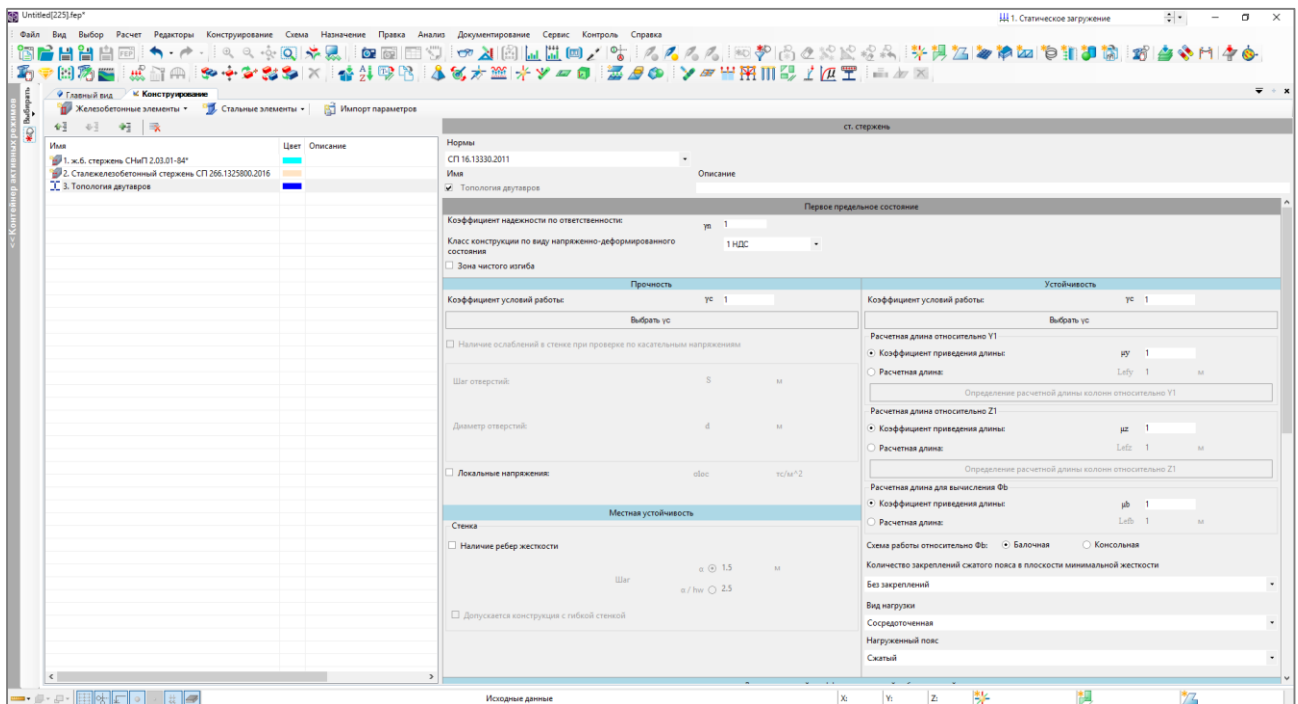 Untitled[225].fep*
1. Статическое загружение
Файл Вид Выбор Расчет Редакторы Конструирование Схема Назначение Правка Анализ Документирование Сервис Контроль Справка
Выбирать
<< Контейнер активных режимов
Главный вид Конструирование
Железобетонные элементы Стальные элементы Импорт параметров
Имя Цвет Описание
1. ж.б. стержень СНиП 2.03.01-84*
2. Сталежелезобетонный стержень СП 266.1325800.2016
3. Топология двутавров
ст. стержень
Нормы
СП 16.13330.2011
Имя Описание
Топология двутавров
Первое предельное состояние
Коэффициент надежности по ответственности: γn 1
Класс конструкции по виду напряженно-деформированного состояния 1 НДС
Зона чистого изгиба
Прочность
Коэффициент условий работы: γc 1
Выбрать γc
Наличие ослаблений в стенке при проверке по касательным напряжениям
Шаг отверстий: S м
Диаметр отверстий: d м
Локальные напряжения: σloc тс/м^2
Местная устойчивость
Стенка
Наличие ребер жесткости
Шаг
a 1.5 м
a / hw 2.5
Допускается конструкция с гибкой стенкой
Устойчивость
Коэффициент условий работы: γc 1
Выбрать γc
Расчетная длина относительно Y1
Коэффициент приведения длины: μy 1
Расчетная длина: Lefy 1 м
Определение расчетной длины колонн относительно Y1
Расчетная длина относительно Z1
Коэффициент приведения длины: μz 1
Расчетная длина: Lefz 1 м
Определение расчетной длины колонн относительно Z1
Расчетная длина для вычисления Фb
Коэффициент приведения длины: μb 1
Расчетная длина: Lefb 1 м
Схема работы относительно Фb: Балочная Консольная
Количество закреплений сжатого пояса в плоскости минимальной жесткости
Без закреплений
Вид нагрузки
Сосредоточенная
Нагруженный пояс
Сжатый
Исходные данные X: Y: Z: